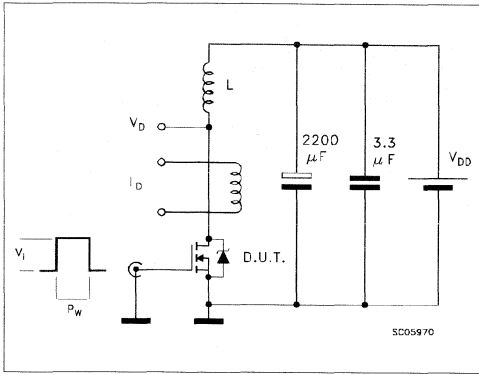 L
V_D
2200
μF
3.3
μF
V_DD
I_D
V_i
D.U.T.
P_W
SC05970